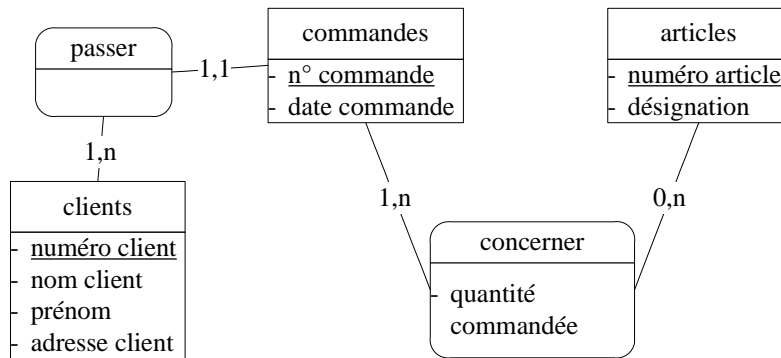 passer
1,1
1,n
commandes
- n° commande
- date commande
articles
- numéro article
- désignation
clients
- numéro client
- nom client
- prénom
- adresse client
1,n
0,n
concerner
- quantité
commandée